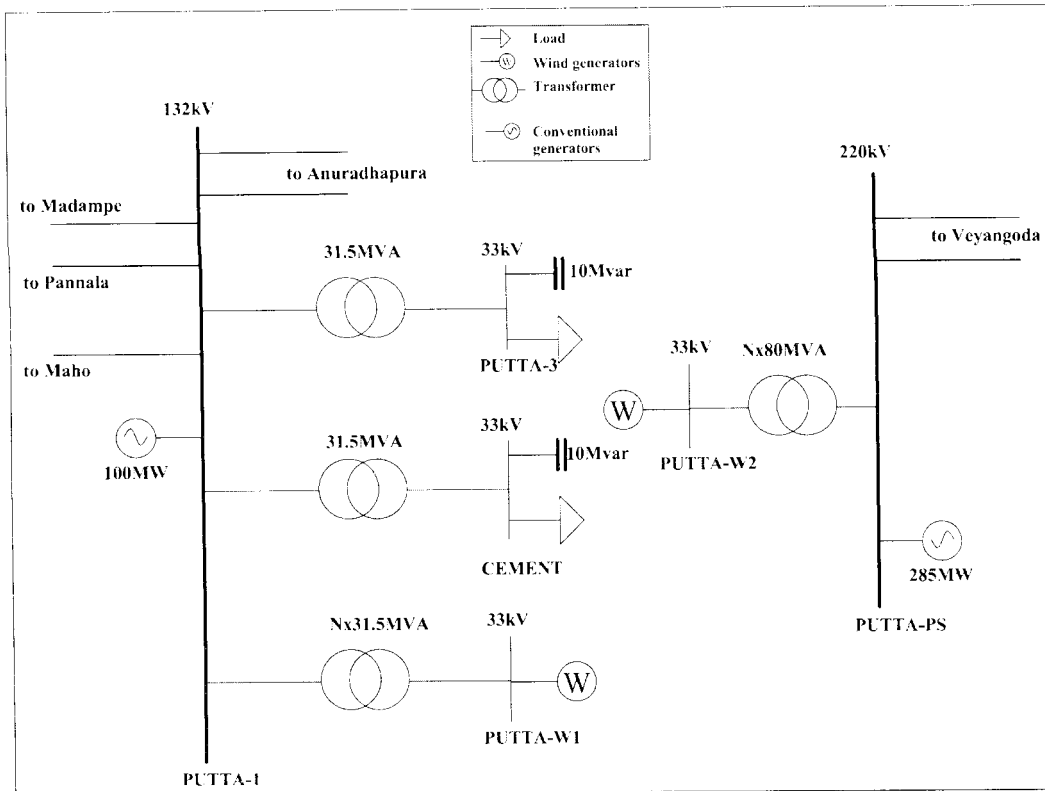 Load
W
Wind generators
Transformer
Conventional
generators
132kV
to Anuradhapura
to Madampe
to Pannala
to Maho
31.5MVA
33kV
10Mvar
PUTTA-3
100MW
31.5MVA
33kV
10Mvar
CEMENT
Nx31.5MVA
33kV
W
PUTTA-W1
PUTTA-1
220kV
to Veyangoda
33kV
Nx80MVA
W
PUTTA-W2
285MW
PUTTA-PS